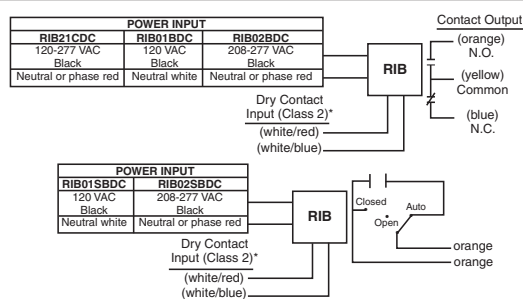 POWER INPUT
RIB21CDC RIB01BDC RIB02BDC
120-277 VAC 120 VAC 208-277 VAC
Black Black Black
Neutral or phase red Neutral white Neutral or phase red
Dry Contact
Input (Class 2)*
(white/red)
(white/blue)
RIB
Contact Output
(orange)
N.O.
(yellow)
Common
(blue)
N.C.
POWER INPUT
RIB01SBDC RIB02SBDC
120 VAC 208-277 VAC
Black Black
Neutral white Neutral or phase red
Dry Contact
Input (Class 2)*
(white/red)
(white/blue)
RIB
Closed
Open
Auto
orange
orange